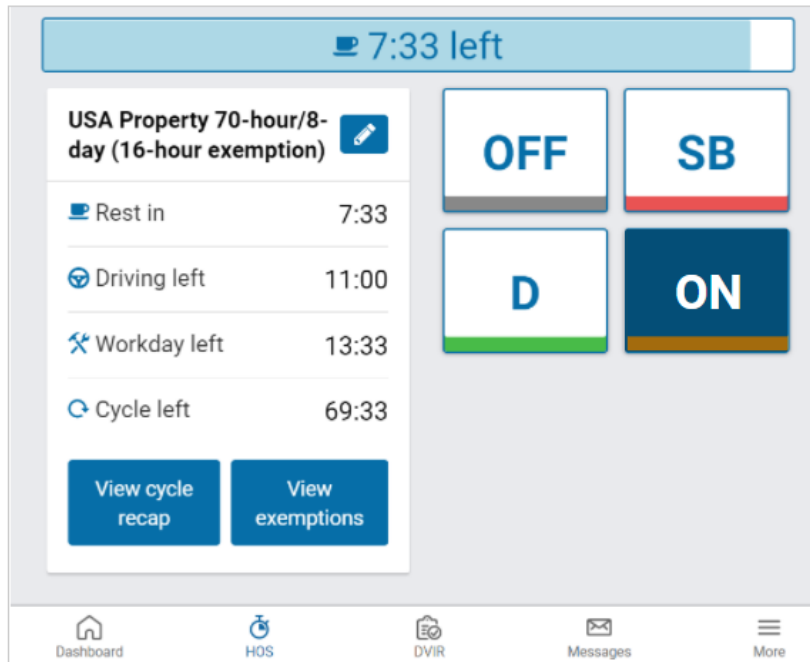 7:33 left
USA Property 70-hour/8-
day (16-hour exemption)
Rest in 7:33
Driving left 11:00
Workday left 13:33
Cycle left 69:33
View cycle
recap
View
exemptions
OFF
SB
D
ON
Dashboard
HOS
DVIR
Messages
More